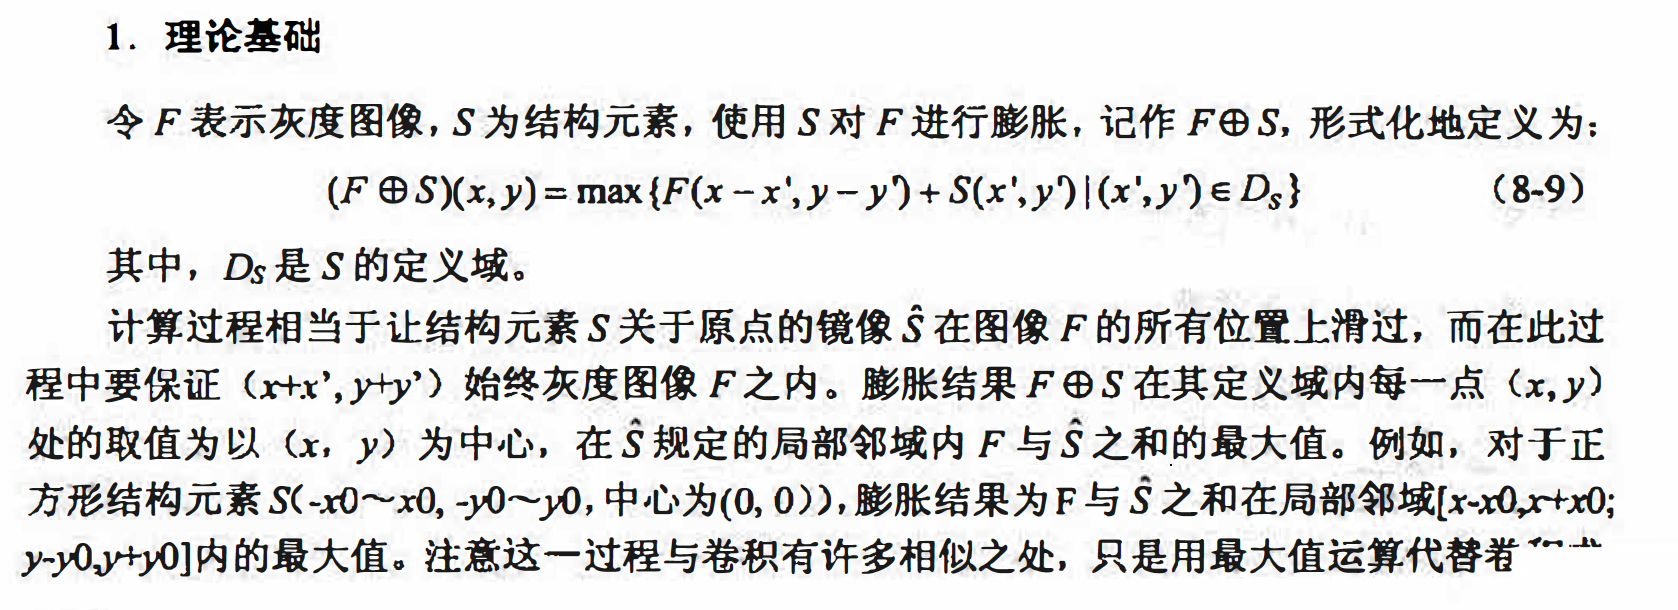 1. 理论基础
令 F 表示灰度图像, S 为结构元素, 使用 S 对 F 进行膨胀, 记作 F⊕S, 形式化地定义为:
(F ⊕ S)(x, y) = max{F(x − x', y − y') + S(x', y') | (x', y') ∈ D_S} (8-9)
其中, D_S 是 S 的定义域。
计算过程相当于让结构元素 S 关于原点的镜像 Ŝ 在图像 F 的所有位置上滑过, 而在此过
程中要保证 (x+x', y+y') 始终灰度图像 F 之内。膨胀结果 F ⊕ S 在其定义域内每一点 (x, y)
处的取值为以 (x, y) 为中心, 在 Ŝ 规定的局部邻域内 F 与 Ŝ 之和的最大值。例如, 对于正
方形结构元素 S(-x0～x0, -y0～y0, 中心为(0, 0)), 膨胀结果为 F 与 Ŝ 之和在局部邻域[x-x0,x+x0;
y-y0,y+y0]内的最大值。注意这一过程与卷积有许多相似之处, 只是用最大值运算代替卷